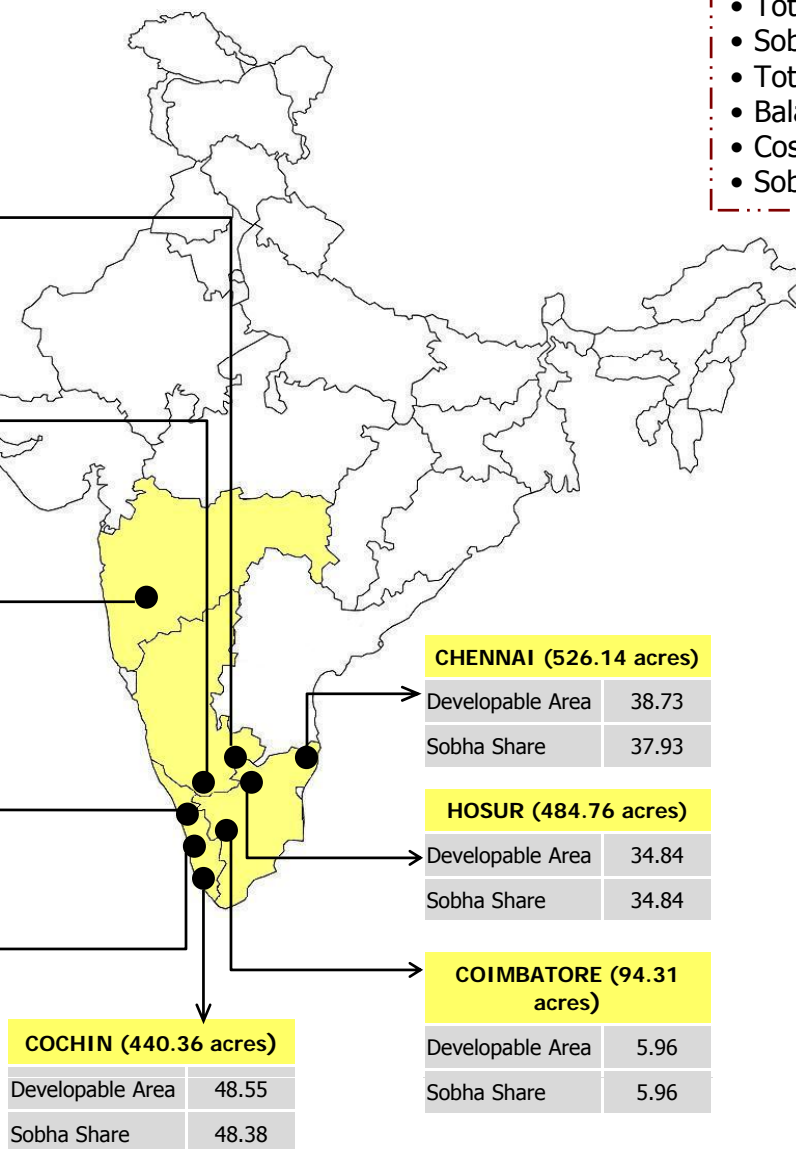 • Tot
• Sob
• Tot
• Bala
• Cos
• Sob
CHENNAI (526.14 acres)
Developable Area 38.73
Sobha Share 37.93
HOSUR (484.76 acres)
Developable Area 34.84
Sobha Share 34.84
COIMBATORE (94.31
acres)
Developable Area 5.96
Sobha Share 5.96
COCHIN (440.36 acres)
Developable Area 48.55
Sobha Share 48.38